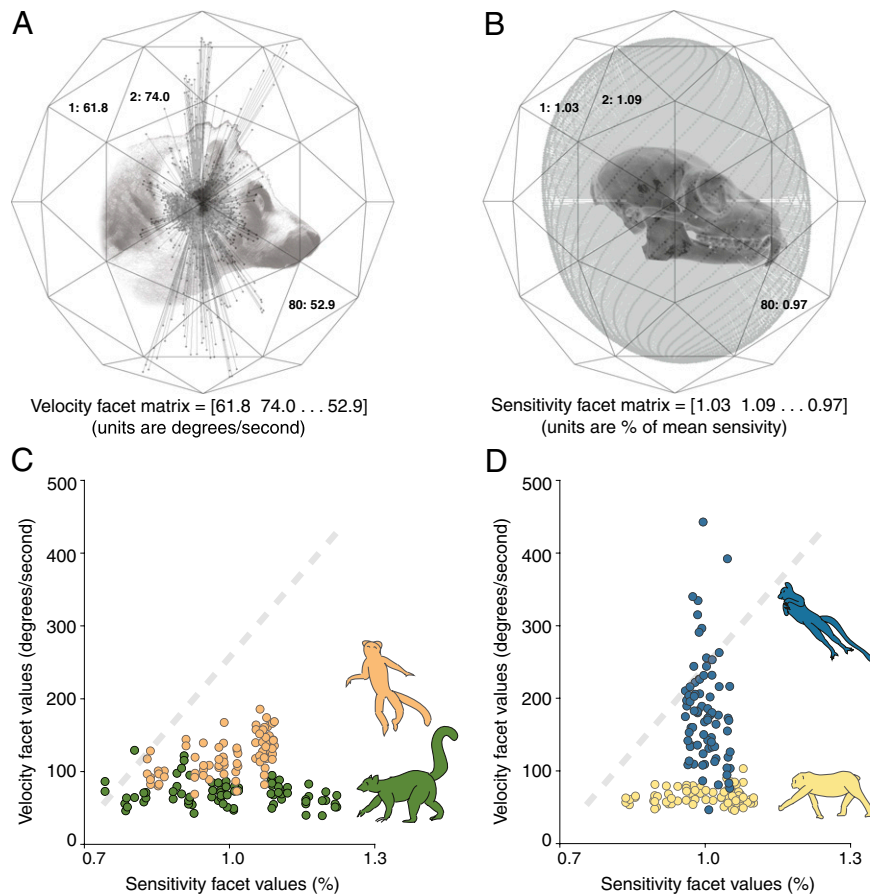 A
1: 61.8
2: 74.0
80: 52.9
Velocity facet matrix = [61.8 74.0 . . . 52.9]
(units are degrees/second)
B
1: 1.03
2: 1.09
80: 0.97
Sensitivity facet matrix = [1.03 1.09 . . . 0.97]
(units are % of mean sensivity)
C
Velocity facet values (degrees/second)
500
400
300
200
100
0
0.7
1.0
1.3
Sensitivity facet values (%)
D
Velocity facet values (degrees/second)
500
400
300
200
100
0
0.7
1.0
1.3
Sensitivity facet values (%)